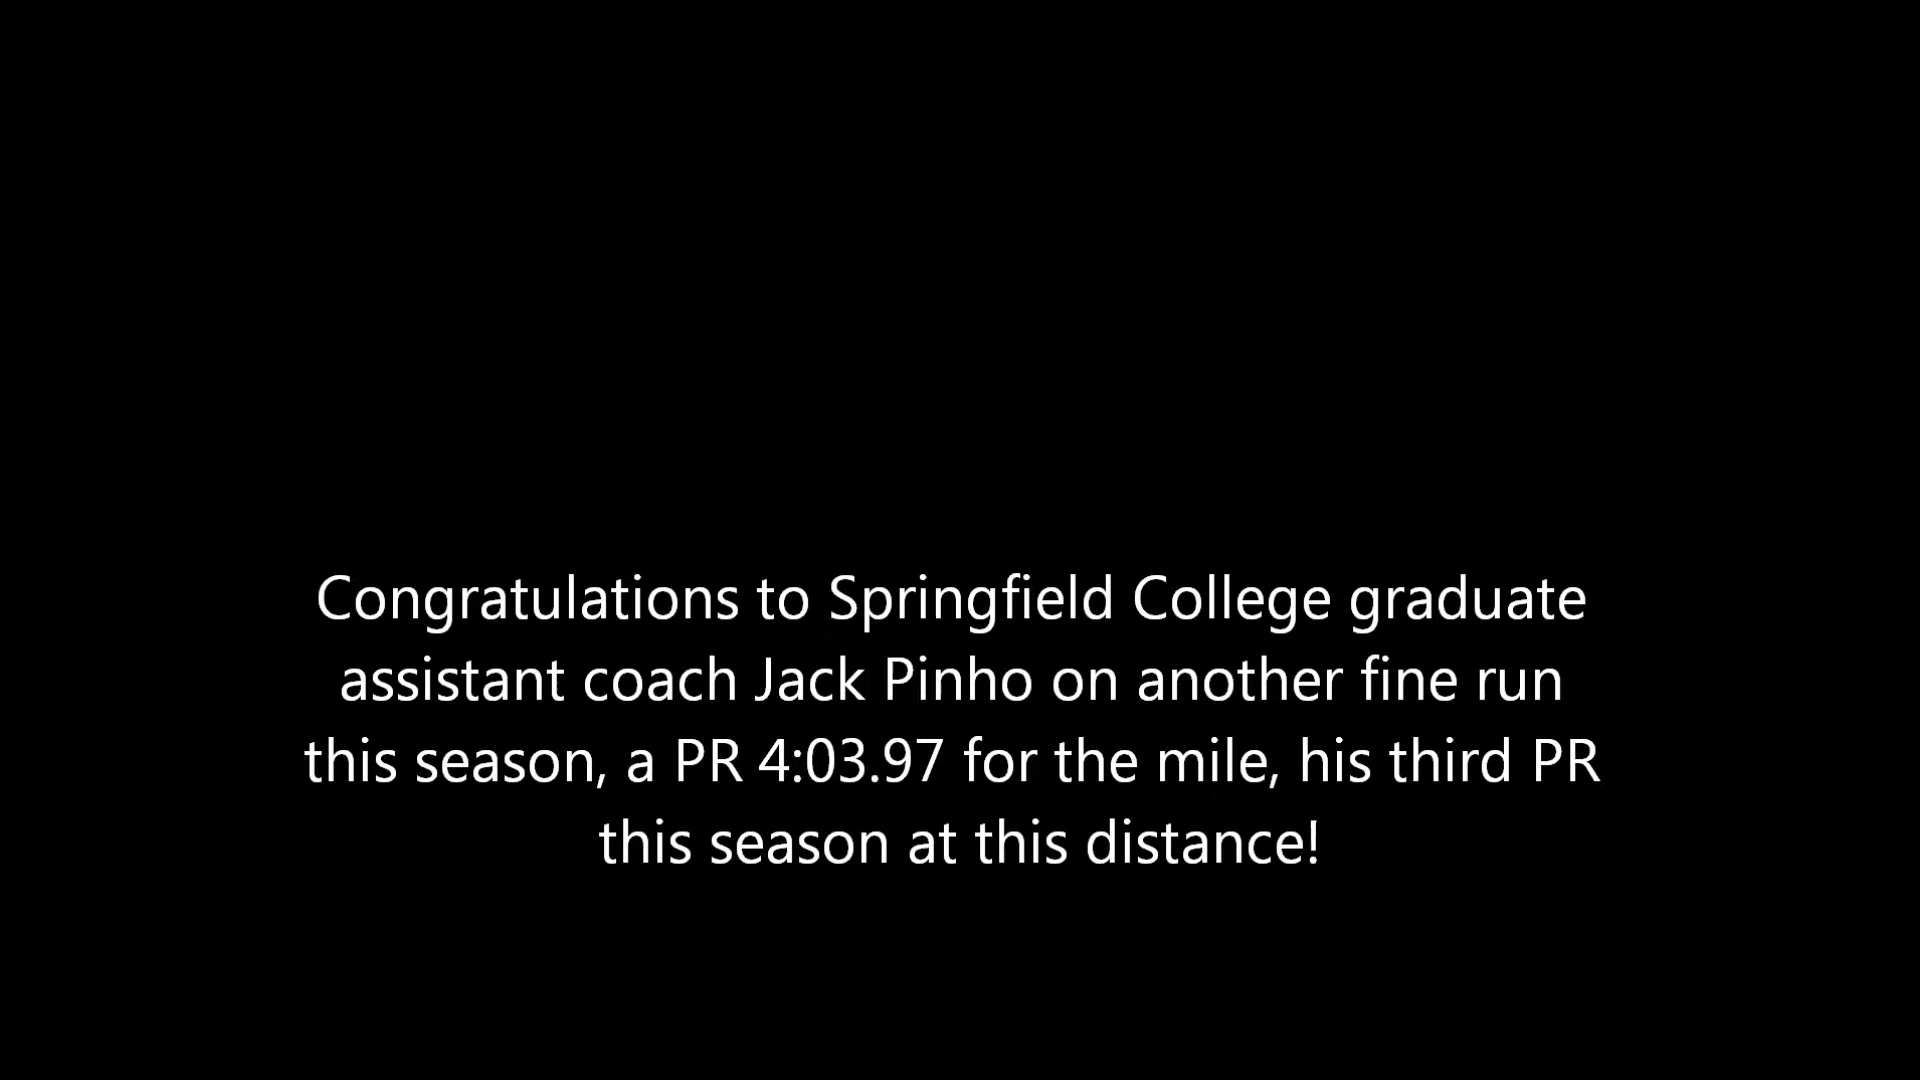 Congratulations to Springfield College graduate
assistant coach Jack Pinho on another fine run
this season, a PR 4:03.97 for the mile, his third PR
this season at this distance!